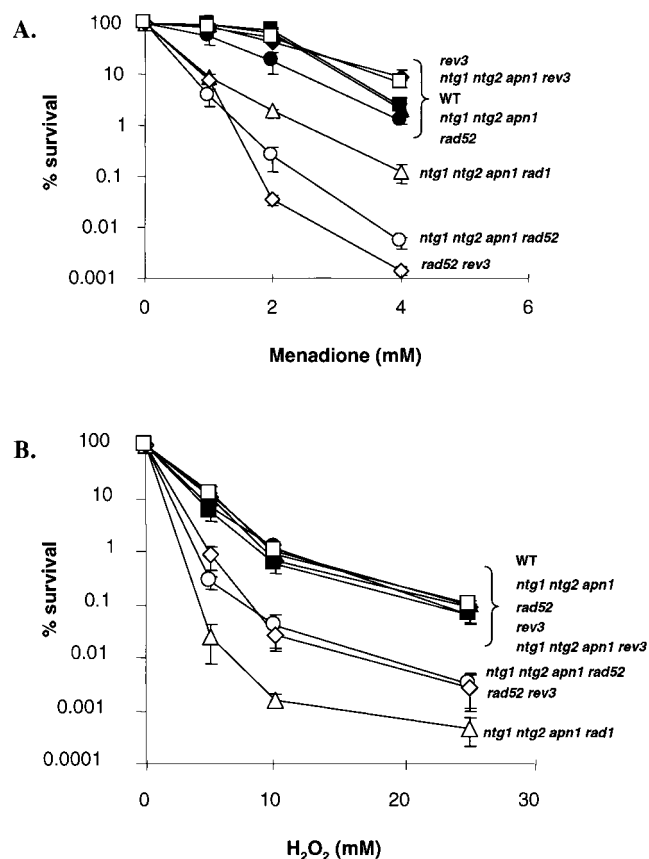 A.
% survival
100
10
1
0.1
0.01
0.001
0
2
4
6
Menadione (mM)
rev3
ntg1 ntg2 apn1 rev3
WT
ntg1 ntg2 apn1
rad52
ntg1 ntg2 apn1 rad1
ntg1 ntg2 apn1 rad52
rad52 rev3
B.
% survival
100
10
1
0.1
0.01
0.001
0.0001
0
10
20
30
H2O2 (mM)
WT
ntg1 ntg2 apn1
rad52
rev3
ntg1 ntg2 apn1 rev3
ntg1 ntg2 apn1 rad52
rad52 rev3
ntg1 ntg2 apn1 rad1